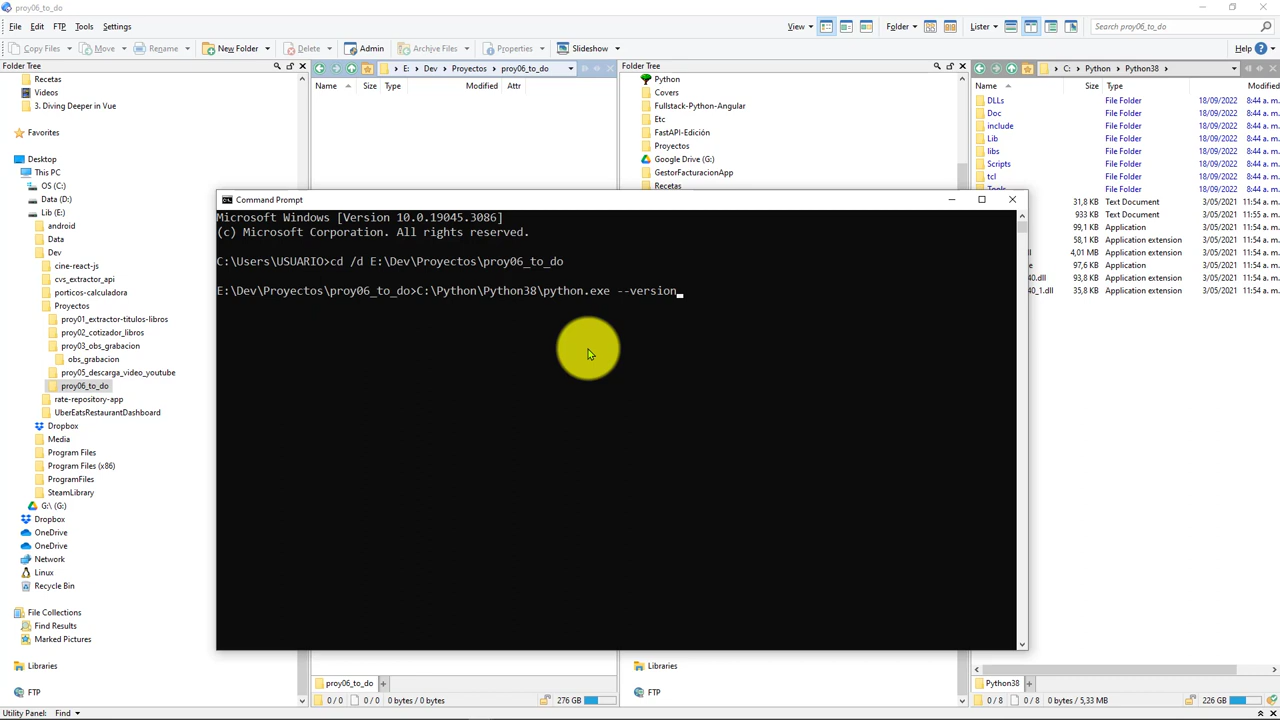 proy06_to_do
File Edit FTP Tools Settings
View Folder Lister Search proy06_to_do
Copy Files Move Rename New Folder Delete Admin Archive Files Properties Slideshow Help
Folder Tree
Recetas
Videos
3. Diving Deeper in Vue
Favorites
Desktop
This PC
OS (C:)
Data (D:)
Lib (E:)
android
Data
Dev
cine-react-js
cvs_extractor_api
porticos-calculadora
Proyectos
proy01_extractor-titulos-libros
proy02_cotizador_libros
proy03_obs_grabacion
obs_grabacion
proy05_descarga_video_youtube
proy06_to_do
rate-repository-app
UberEatsRestaurantDashboard
Dropbox
Media
Program Files
Program Files (x86)
ProgramFiles
SteamLibrary
G:\ (G:)
Dropbox
OneDrive
OneDrive
Network
Linux
Recycle Bin
File Collections
Find Results
Marked Pictures
Libraries
FTP
Utility Panel: Find
E: Dev Proyectos proy06_to_do
Name Size Type Modified Attr
proy06_to_do
0 / 0 0 / 0 0 bytes / 0 bytes 276 GB
Folder Tree
Python
Covers
Fullstack-Python-Angular
Etc
FastAPI-Edición
Proyectos
Google Drive (G:)
GestorFacturacionApp
Recetas
Libraries
FTP
C: Python Python38
Name Size Type Modified
DLLs File Folder 18/09/2022 8:44 a. m.
Doc File Folder 18/09/2022 8:44 a. m.
include File Folder 18/09/2022 8:44 a. m.
Lib File Folder 18/09/2022 8:44 a. m.
libs File Folder 18/09/2022 8:44 a. m.
Scripts File Folder 18/09/2022 8:44 a. m.
tcl File Folder 18/09/2022 8:44 a. m.
Tools File Folder 18/09/2022 8:44 a. m.
31,8 KB Text Document 3/05/2021 11:54 a. m.
933 KB Text Document 3/05/2021 11:55 a. m.
99,1 KB Application 3/05/2021 11:54 a. m.
58,1 KB Application extension 3/05/2021 11:54 a. m.
.dll 4,01 MB Application extension 3/05/2021 11:54 a. m.
97,6 KB Application 3/05/2021 11:54 a. m.
40.dll 94,0 KB Application extension 3/05/2021 11:54 a. m.
40_1.dll 35,8 KB Application extension 3/05/2021 11:54 a. m.
Python38
0 / 8 0 / 8 0 bytes / 5,33 MB 226 GB
Command Prompt
Microsoft Windows [Version 10.0.19045.3086]
(c) Microsoft Corporation. All rights reserved.
C:\Users\USUARIO>cd /d E:\Dev\Proyectos\proy06_to_do
E:\Dev\Proyectos\proy06_to_do>C:\Python\Python38\python.exe --version